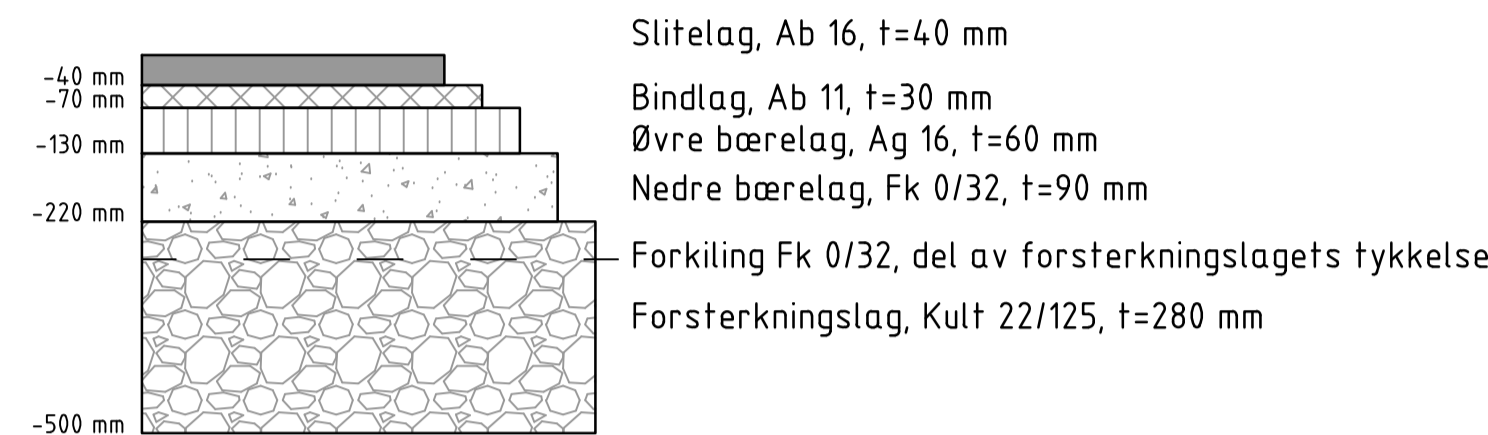 Slitelag, Ab 16, t=40 mm
-40 mm
-70 mm
Bindlag, Ab 11, t=30 mm
Øvre bærelag, Ag 16, t=60 mm
-130 mm
Nedre bærelag, Fk 0/32, t=90 mm
-220 mm
Forkiling Fk 0/32, del av forsterkningslagets tykkelse
Forsterkningslag, Kult 22/125, t=280 mm
-500 mm